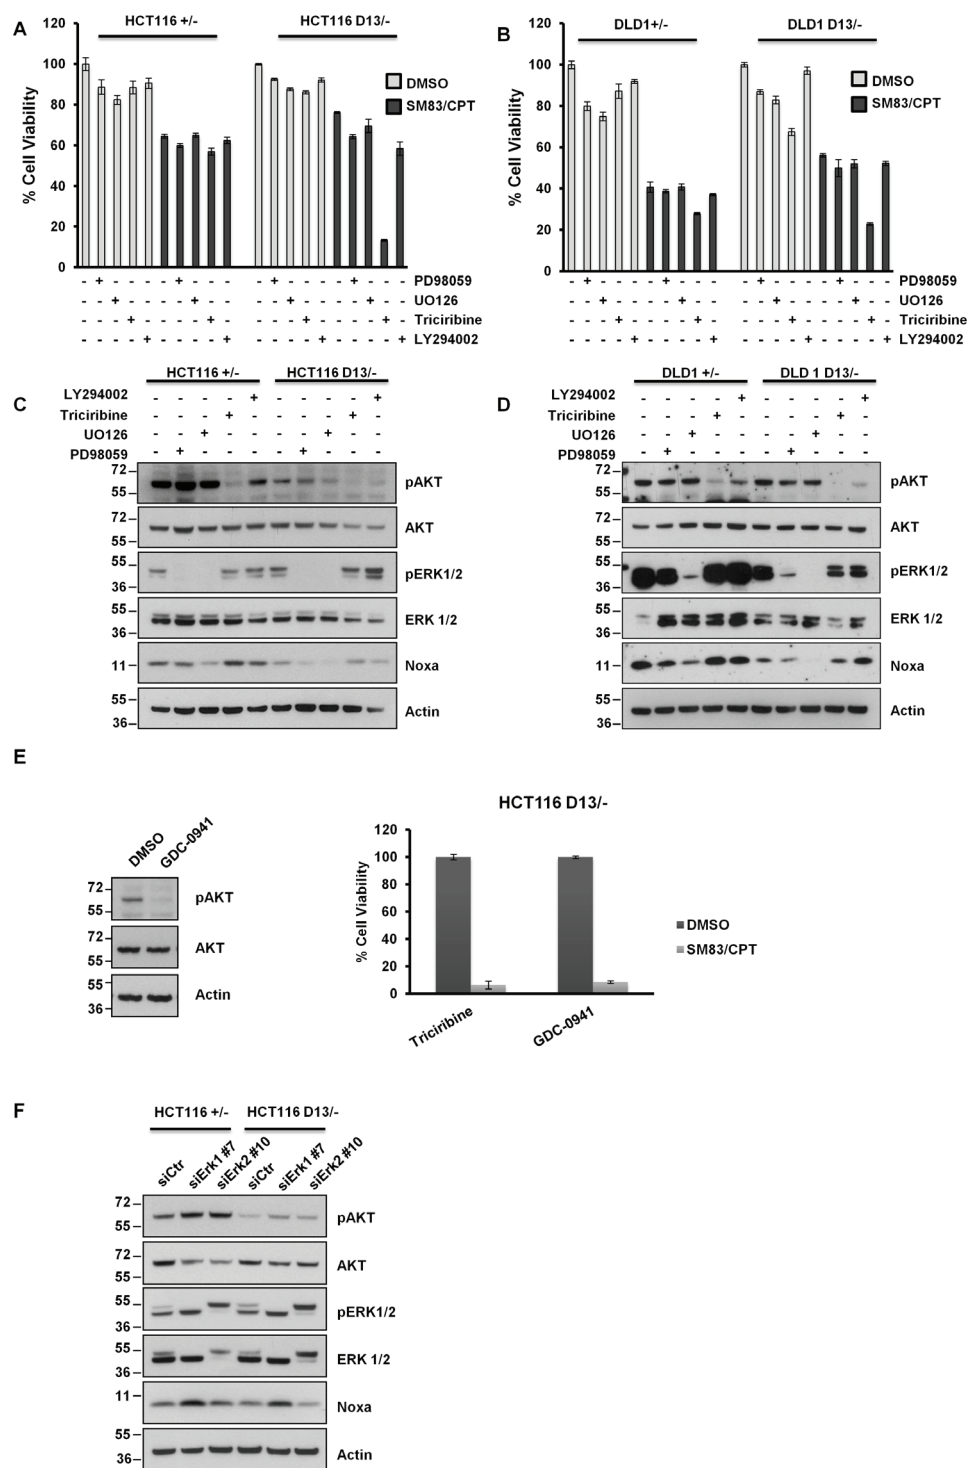 A
HCT116 +/-
HCT116 D13/-
120
100
80
60
40
20
0
% Cell Viability
DMSO
SM83/CPT
- + - - - - + - - - - + - - - - + - - - PD98059
- - + - - - - + - - - - + - - - - + - - UO126
- - - + - - - - + - - - - + - - - - + - Triciribine
- - - - + - - - - + - - - - + - - - - + LY294002
B
DLD1+/-
DLD1 D13/-
120
100
80
60
40
20
0
% Cell Viability
DMSO
SM83/CPT
- + - - - - + - - - - + - - - - + - - - PD98059
- - + - - - - + - - - - + - - - - + - - UO126
- - - + - - - - + - - - - + - - - - + - Triciribine
- - - - + - - - - + - - - - + - - - - + LY294002
C
HCT116 +/-
HCT116 D13/-
LY294002 - - - - + - - - - +
Triciribine - - - + - - - - + -
UO126 - - + - - - - + - -
PD98059 - + - - - - + - - -
72
55
pAKT
72
55
AKT
55
36
pERK1/2
55
36
ERK 1/2
11
Noxa
55
36
Actin
D
DLD1 +/-
DLD 1 D13/-
LY294002 - - - - + - - - - +
Triciribine - - - + - - - - + -
UO126 - - + - - - - + - -
PD98059 - + - - - - + - - -
72
55
pAKT
72
55
AKT
55
36
pERK1/2
55
36
ERK 1/2
11
Noxa
55
36
Actin
E
DMSO
GDC-0941
72
55
pAKT
72
55
AKT
55
36
Actin
HCT116 D13/-
120
100
80
60
40
20
0
% Cell Viability
Triciribine
GDC-0941
DMSO
SM83/CPT
F
HCT116 +/-
HCT116 D13/-
siCtr
siErk1 #7
siErk2 #10
siCtr
siErk1 #7
siErk2 #10
72
55
pAKT
72
55
AKT
55
36
pERK1/2
55
36
ERK 1/2
11
Noxa
55
36
Actin